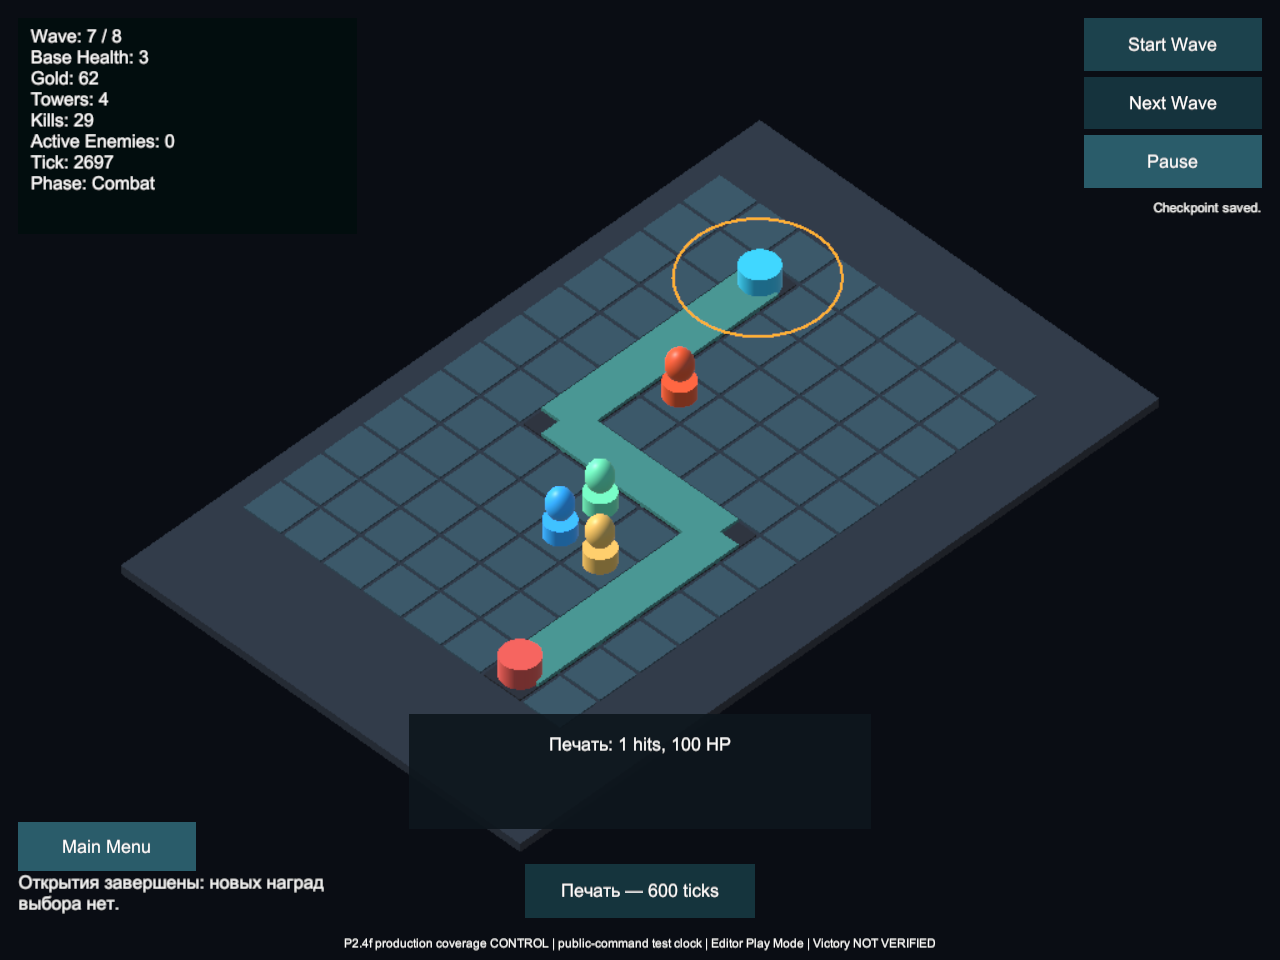 Wave: 7 / 8
Base Health: 3
Gold: 62
Towers: 4
Kills: 29
Active Enemies: 0
Tick: 2697
Phase: Combat
Start Wave
Next Wave
Pause
Checkpoint saved.
Печать: 1 hits, 100 HP
Main Menu
Открытия завершены: новых наград
выбора нет.
Печать — 600 ticks
P2.4f production coverage CONTROL | public-command test clock | Editor Play Mode | Victory NOT VERIFIED